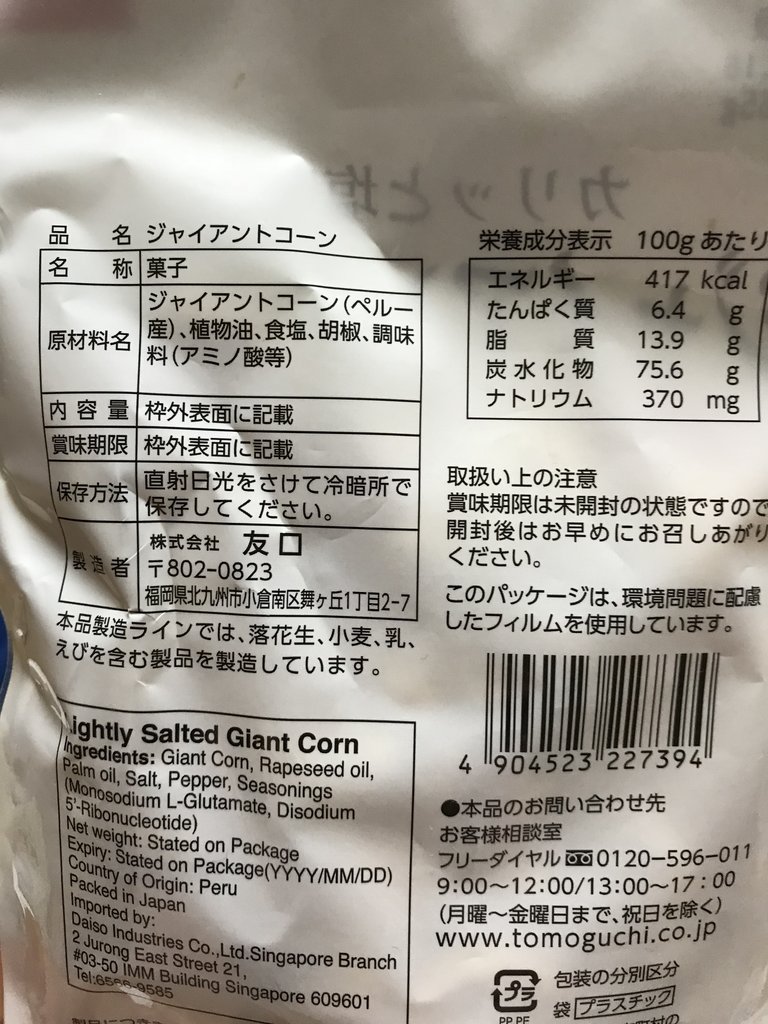 品 名 ジャイアントコーン
名 称 菓子
原材料名 ジャイアントコーン(ペルー
産)、植物油、食塩、胡椒、調味
料(アミノ酸等)
内 容 量 枠外表面に記載
賞味期限 枠外表面に記載
保存方法 直射日光をさけて冷暗所で
保存してください。
製 造 者 株式会社 友口
〒802-0823
福岡県北九州市小倉南区舞ヶ丘1丁目2-7
本品製造ラインでは、落花生、小麦、乳、
えびを含む製品を製造しています。
Lightly Salted Giant Corn
Ingredients: Giant Corn, Rapeseed oil,
Palm oil, Salt, Pepper, Seasonings
(Monosodium L-Glutamate, Disodium
5'-Ribonucleotide)
Net weight: Stated on Package
Expiry: Stated on Package(YYYY/MM/DD)
Country of Origin: Peru
Packed in Japan
Imported by:
Daiso Industries Co.,Ltd.Singapore Branch
2 Jurong East Street 21,
#03-50 IMM Building Singapore 609601
栄養成分表示 100gあたり
エネルギー 417 kcal
たんぱく質 6.4 g
脂 質 13.9 g
炭水化物 75.6 g
ナトリウム 370 mg
取扱い上の注意
賞味期限は未開封の状態ですので
開封後はお早めにお召しあがり
ください。
このパッケージは、環境問題に配慮
したフィルムを使用しています。
4 904523 227394
●本品のお問い合わせ先
お客様相談室
フリーダイヤル 0120-596-011
9:00〜12:00/13:00〜17:00
(月曜〜金曜日まで、祝日を除く)
www.tomoguchi.co.jp
プラ 包装の分別区分
袋 プラスチック
PP,PE